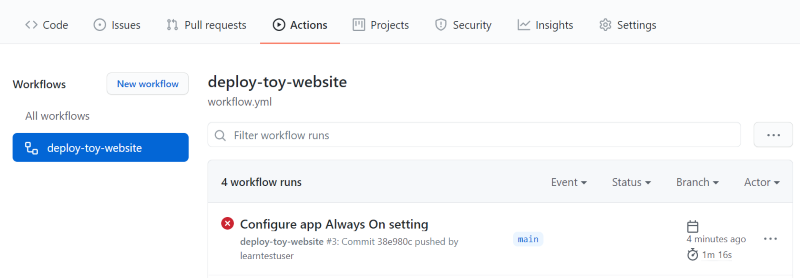 Code Issues Pull requests Actions Projects Security Insights Settings
Workflows New workflow
All workflows
deploy-toy-website
deploy-toy-website
workflow.yml
Filter workflow runs
4 workflow runs Event Status Branch Actor
Configure app Always On setting
deploy-toy-website #3: Commit 38e980c pushed by
learntestuser
main
4 minutes ago
1m 16s